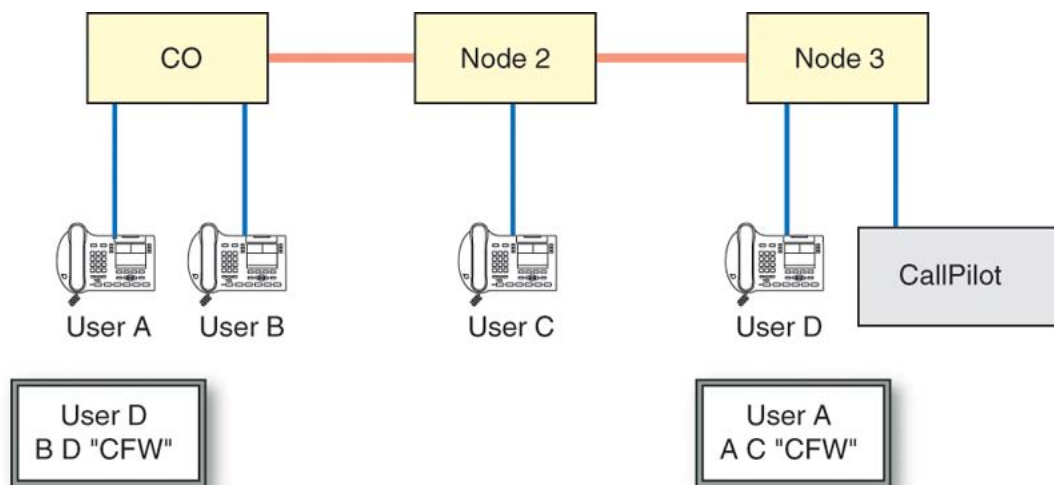 CO
Node 2
Node 3
CallPilot
User A
User B
User C
User D
User D
B D "CFW"
User A
A C "CFW"